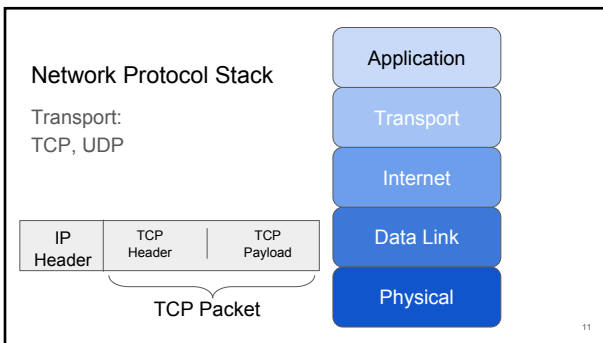 Network Protocol Stack
Transport:
TCP, UDP
Application
Transport
Internet
Data Link
Physical
IP
Header
TCP
Header
TCP
Payload
TCP Packet
11